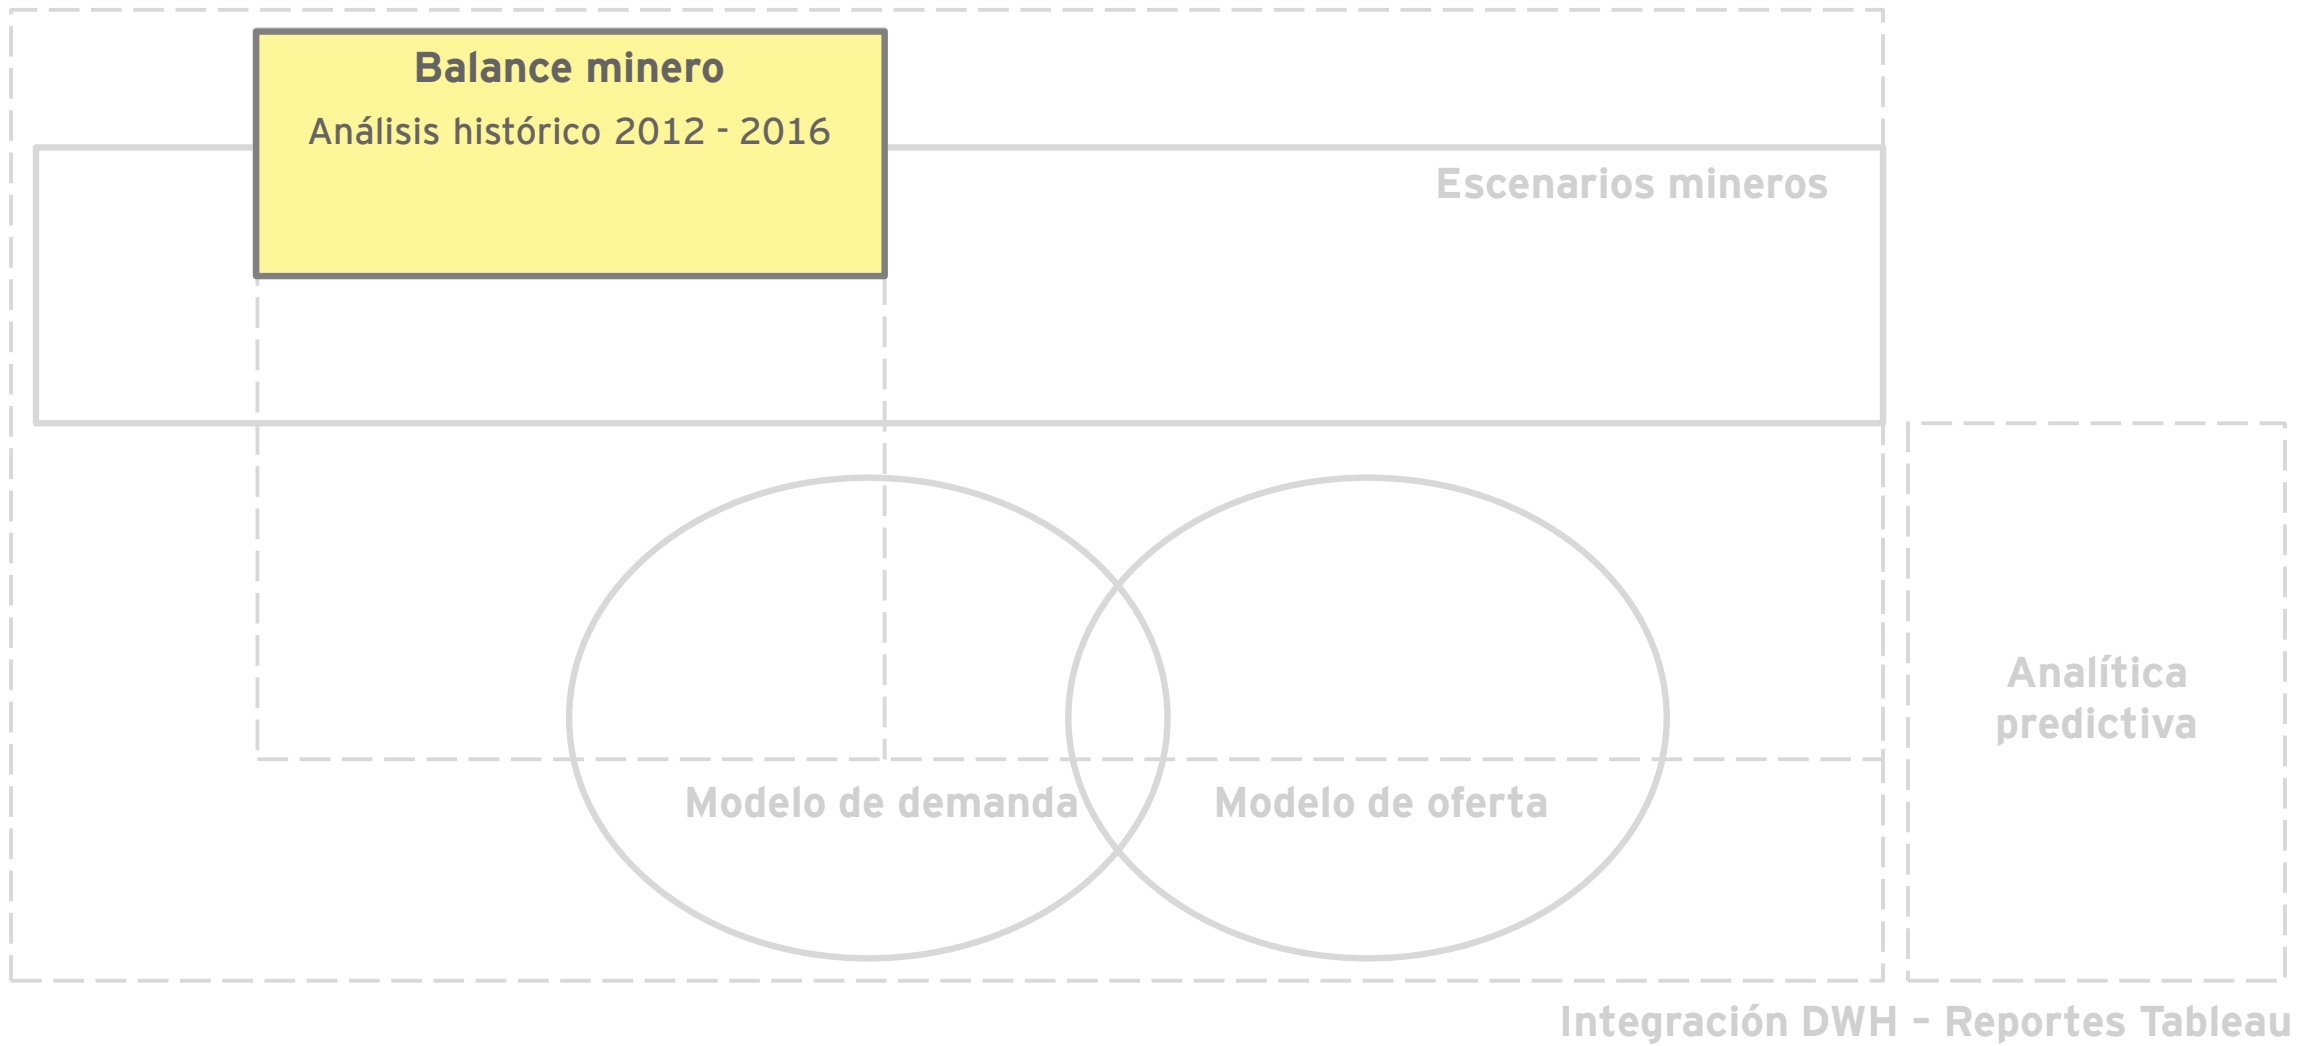 Balance minero
Análisis histórico 2012 - 2016
Escenarios mineros
Analítica
predictiva
Modelo de demanda
Modelo de oferta
Integración DWH – Reportes Tableau